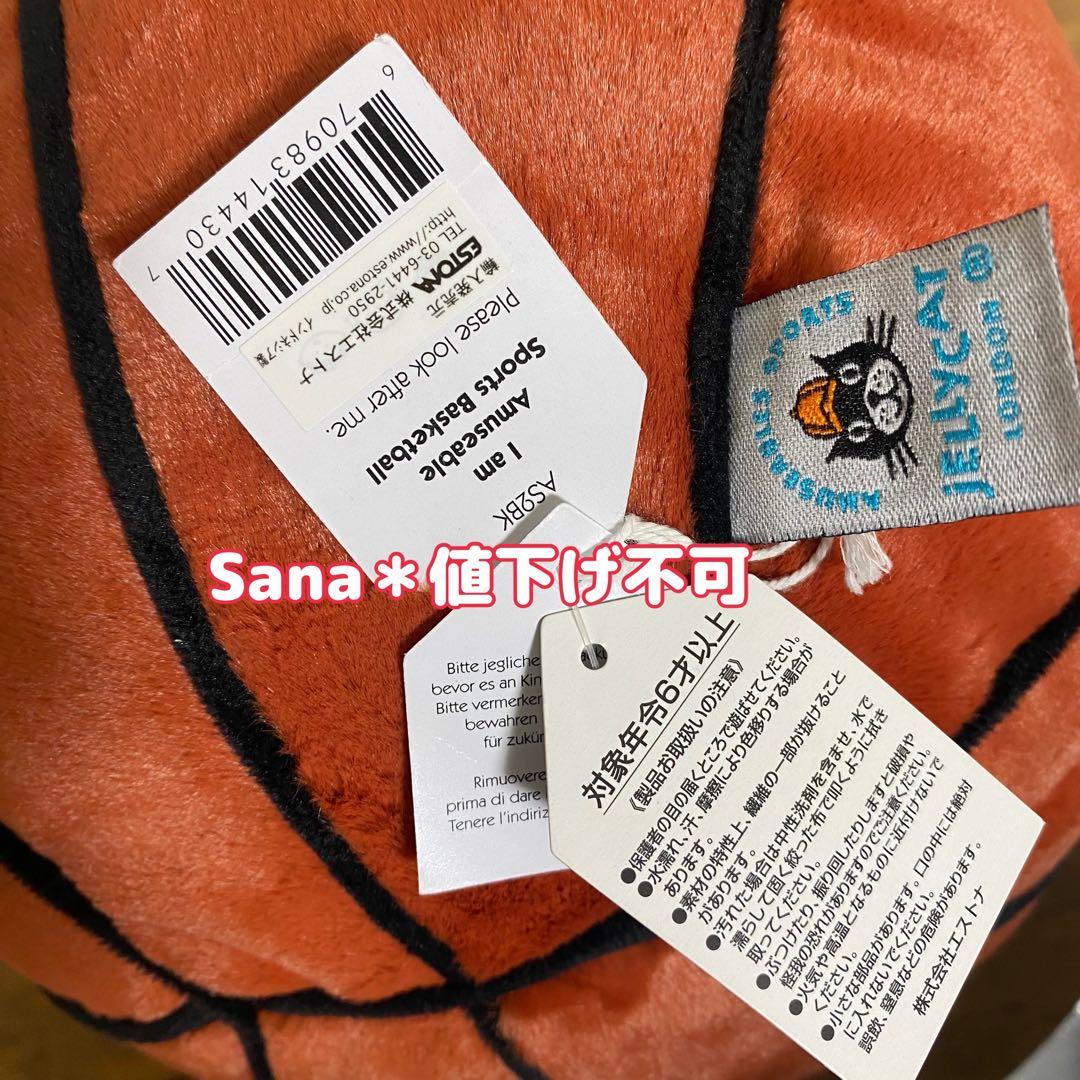 6 70983 14430 7
輸入発売元
ESTONA 株式会社エストナ
TEL 03-6441-2950
http://www.estona.co.jp インドネシア製
Please look after me.
I am
Amuseable
Sports Basketball
AS2BK
AMUSEABLES SPORTS
JELLYCAT
LONDON
Sana＊値下げ不可
Bitte jegliche
bevor es an Kin
Bitte vermerken
bewahren
für zukün
Rimuovere
prima di dare
Tenere l'indiriz
対象年令6才以上
《製品お取扱いの注意》
●保護者の目の届くところで遊ばせてください。
●水濡れ、汗、摩擦により色移りする場合が
あります。
●素材の特性上、繊維の一部が抜けること
があります。
●汚れた場合は中性洗剤を含ませ、水で
濡らして固く絞った布で叩くように拭き
取ってください。
●ぶつけたり、振り回したりしますと破損や
怪我の恐れがありますのでご注意ください。
●火気や高温となるものに近付けないで
ください。
●小さな部品があります。口の中には絶対
に入れないでください。
誤飲、窒息などの危険があります。
株式会社エストナ